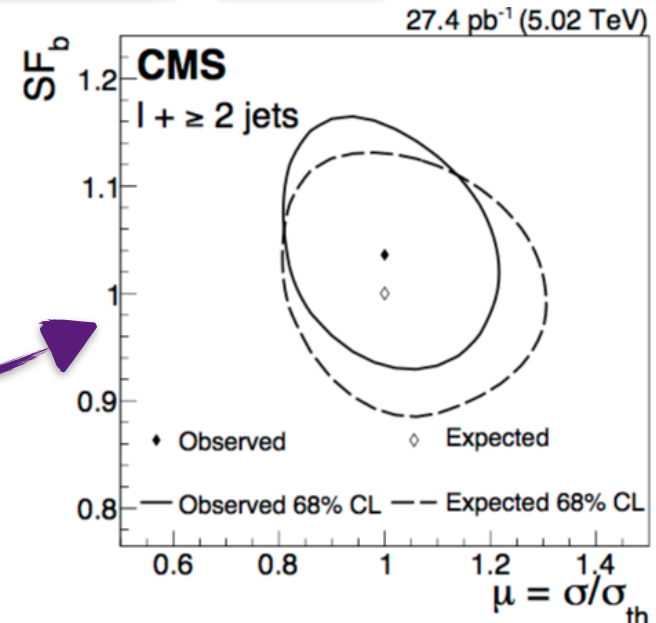 27.4 pb⁻¹ (5.02 TeV)
SF_b
CMS
l + ≥ 2 jets
1.2
1.1
1
0.9
0.8
Observed
Expected
Observed 68% CL
Expected 68% CL
0.6 0.8 1 1.2 1.4
μ = σ/σ_th